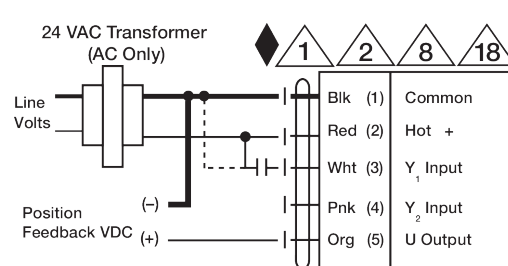 24 VAC Transformer
(AC Only)
1 2 8 18
Line
Volts
Blk (1) Common
Red (2) Hot +
Wht (3) Y1 Input
Pnk (4) Y2 Input
Org (5) U Output
Position
Feedback VDC
(–)
(+)